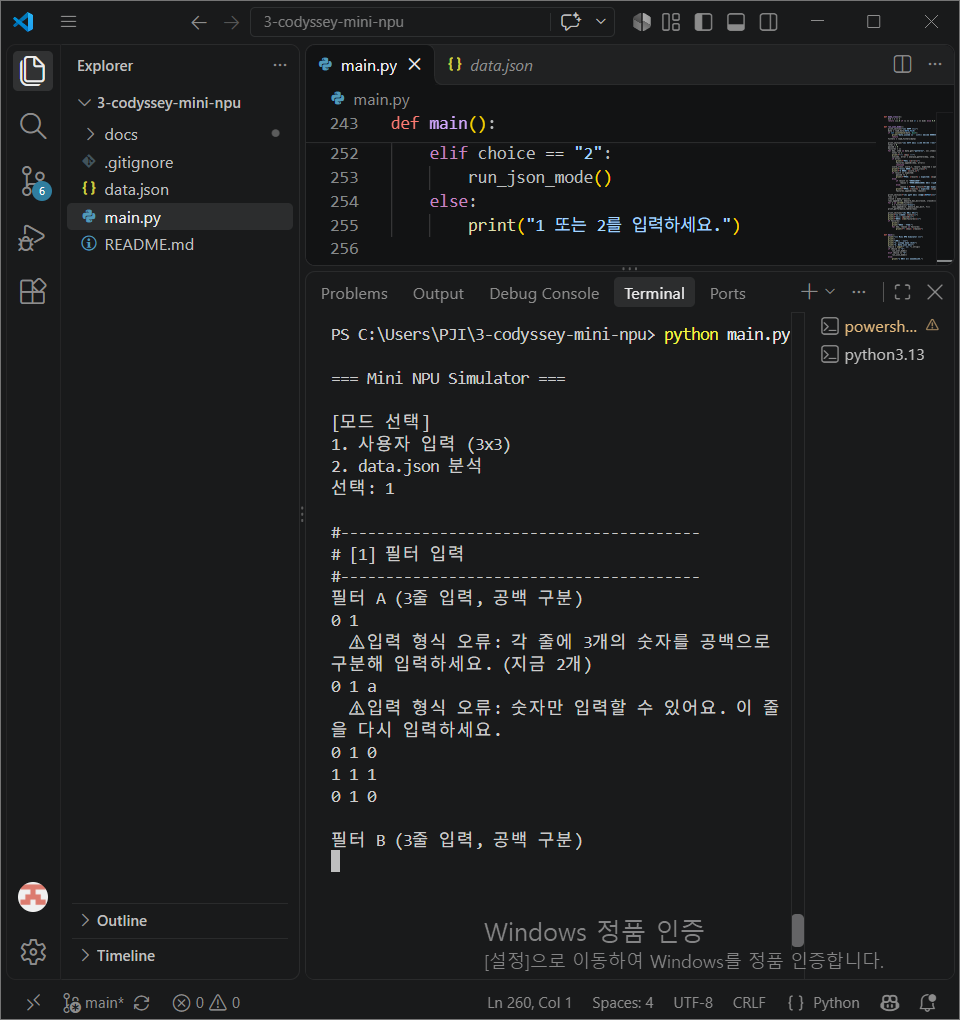 3-codyssey-mini-npu
Explorer
3-codyssey-mini-npu
docs
.gitignore
{} data.json
main.py
README.md
6
Outline
Timeline
main.py
{} data.json
main.py
243 def main():
252 elif choice == "2":
253 run_json_mode()
254 else:
255 print("1 또는 2를 입력하세요.")
256
Problems Output Debug Console Terminal Ports
powersh...
python3.13
PS C:\Users\PJI\3-codyssey-mini-npu> python main.py
=== Mini NPU Simulator ===
[모드 선택]
1. 사용자 입력 (3x3)
2. data.json 분석
선택: 1
#----------------------------------------
# [1] 필터 입력
#----------------------------------------
필터 A (3줄 입력, 공백 구분)
0 1
⚠입력 형식 오류: 각 줄에 3개의 숫자를 공백으로
구분해 입력하세요. (지금 2개)
0 1 a
⚠입력 형식 오류: 숫자만 입력할 수 있어요. 이 줄
을 다시 입력하세요.
0 1 0
1 1 1
0 1 0
필터 B (3줄 입력, 공백 구분)
Windows 정품 인증
[설정]으로 이동하여 Windows를 정품 인증합니다.
main* 0 0 Ln 260, Col 1 Spaces: 4 UTF-8 CRLF {} Python